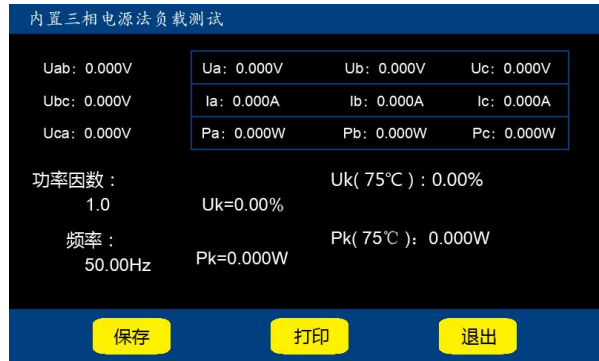 内置三相电源法负载测试
Uab: 0.000V Ua: 0.000V Ub: 0.000V Uc: 0.000V
Ubc: 0.000V Ia: 0.000A Ib: 0.000A Ic: 0.000A
Uca: 0.000V Pa: 0.000W Pb: 0.000W Pc: 0.000W
功率因数： Uk( 75℃ )：0.00%
1.0 Uk=0.00%
频率： Pk( 75℃ )：0.000W
50.00Hz Pk=0.000W
保存 打印 退出